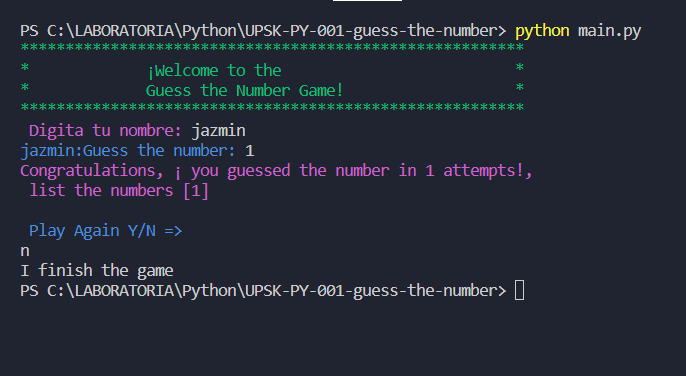 PS C:\LABORATORIA\Python\UPSK-PY-001-guess-the-number> python main.py
********************************************************
*             ¡Welcome to the                          *
*             Guess the Number Game!                   *
********************************************************
Digita tu nombre: jazmin
jazmin:Guess the number: 1
Congratulations, ¡ you guessed the number in 1 attempts!,
list the numbers [1]
Play Again Y/N =>
n
I finish the game
PS C:\LABORATORIA\Python\UPSK-PY-001-guess-the-number>